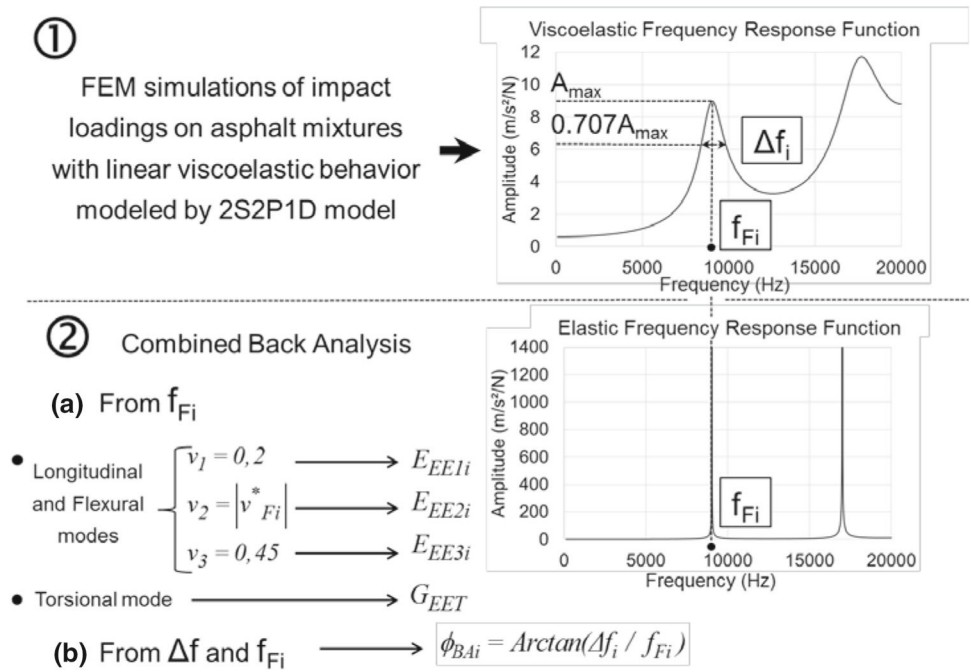 ①
FEM simulations of impact
loadings on asphalt mixtures
with linear viscoelastic behavior
modeled by 2S2P1D model
Viscoelastic Frequency Response Function
Amplitude (m/s²/N)
12
10
8
6
4
2
0
A_max
0.707A_max
Δf_i
f_Fi
0 5000 10000 15000 20000
Frequency (Hz)
② Combined Back Analysis
(a) From f_Fi
Longitudinal
and Flexural
modes
ν_1 = 0,2 E_EE1i
ν_2 = |ν*_Fi| E_EE2i
ν_3 = 0,45 E_EE3i
• Torsional mode G_EET
(b) From Δf and f_Fi ϕ_BAi = Arctan(Δf_i / f_Fi)
Elastic Frequency Response Function
Amplitude (m/s²/N)
1400
1200
1000
800
600
400
200
0
f_Fi
0 5000 10000 15000 20000
Frequency (Hz)